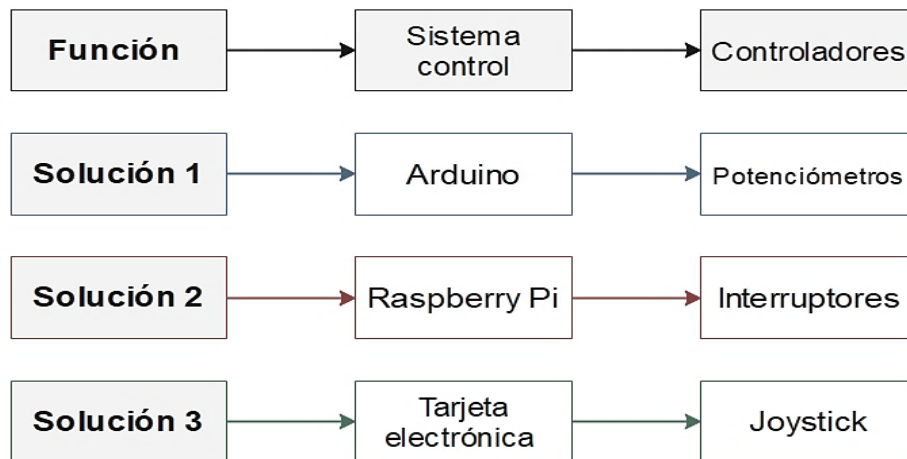 Función
Sistema
control
Controladores
Solución 1
Arduino
Potenciómetros
Solución 2
Raspberry Pi
Interruptores
Solución 3
Tarjeta
electrónica
Joystick